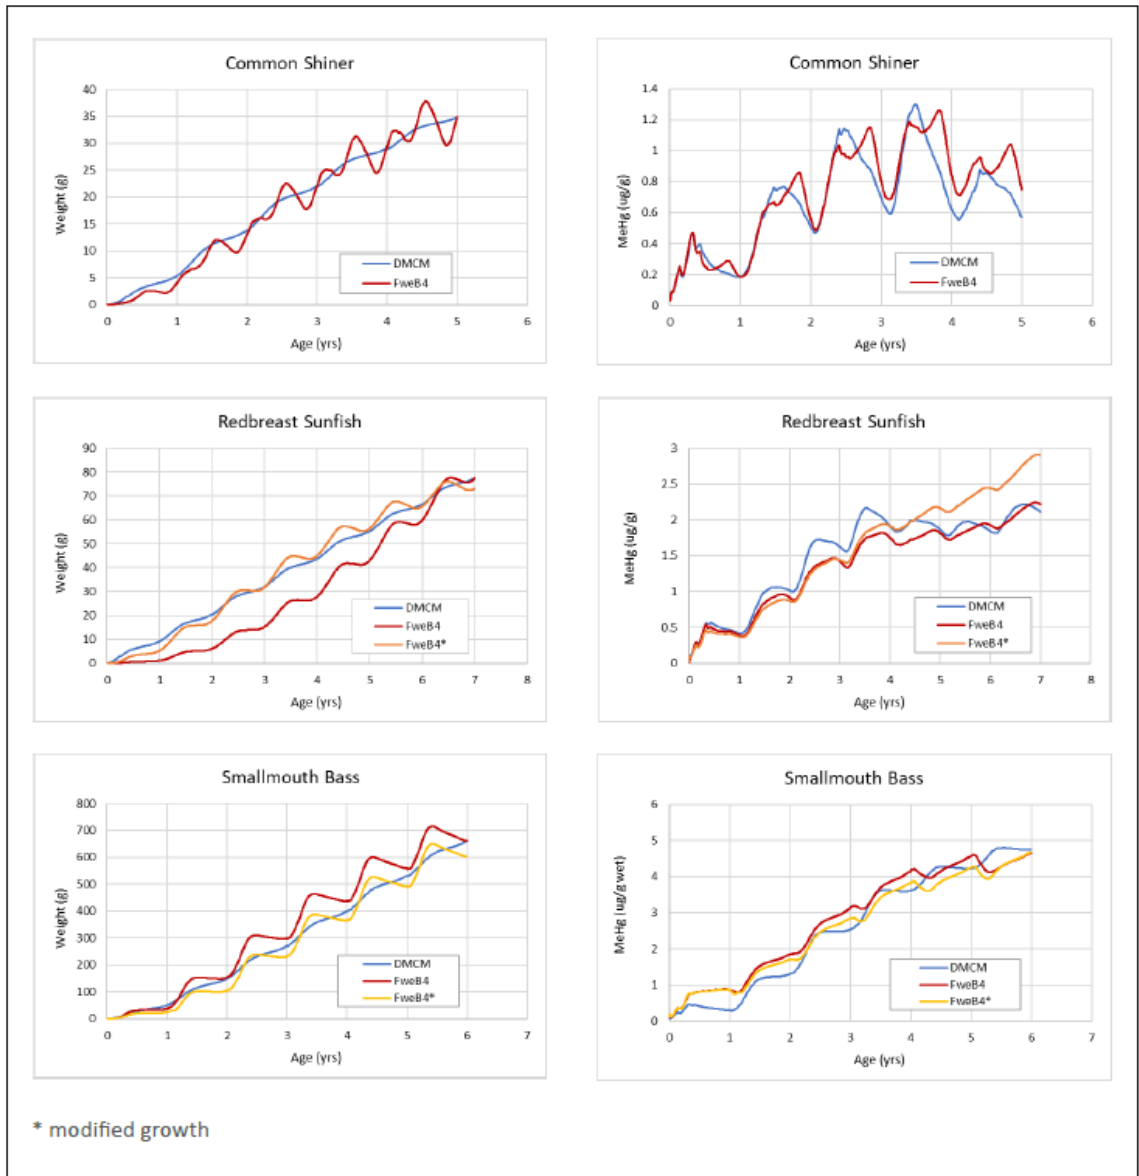 Common Shiner
40
35
30
25
20
15
10
5
0
Weight (g)
0 1 2 3 4 5 6
Age (yrs)
DMCM
FweB4
Common Shiner
1.4
1.2
1
0.8
0.6
0.4
0.2
0
MeHg (ug/g)
0 1 2 3 4 5 6
Age (yrs)
DMCM
FweB4
Redbreast Sunfish
90
80
70
60
50
40
30
20
10
0
Weight (g)
0 1 2 3 4 5 6 7 8
Age (yrs)
DMCM
FweB4
FweB4*
Redbreast Sunfish
3
2.5
2
1.5
1
0.5
0
MeHg (ug/g)
0 1 2 3 4 5 6 7 8
Age (yrs)
DMCM
FweB4
FweB4*
Smallmouth Bass
800
700
600
500
400
300
200
100
0
Weight (g)
0 1 2 3 4 5 6 7
Age (yrs)
DMCM
FweB4
FweB4*
Smallmouth Bass
6
5
4
3
2
1
0
MeHg (ug/g wet)
0 1 2 3 4 5 6 7
Age (yrs)
DMCM
FweB4
FweB4*
* modified growth